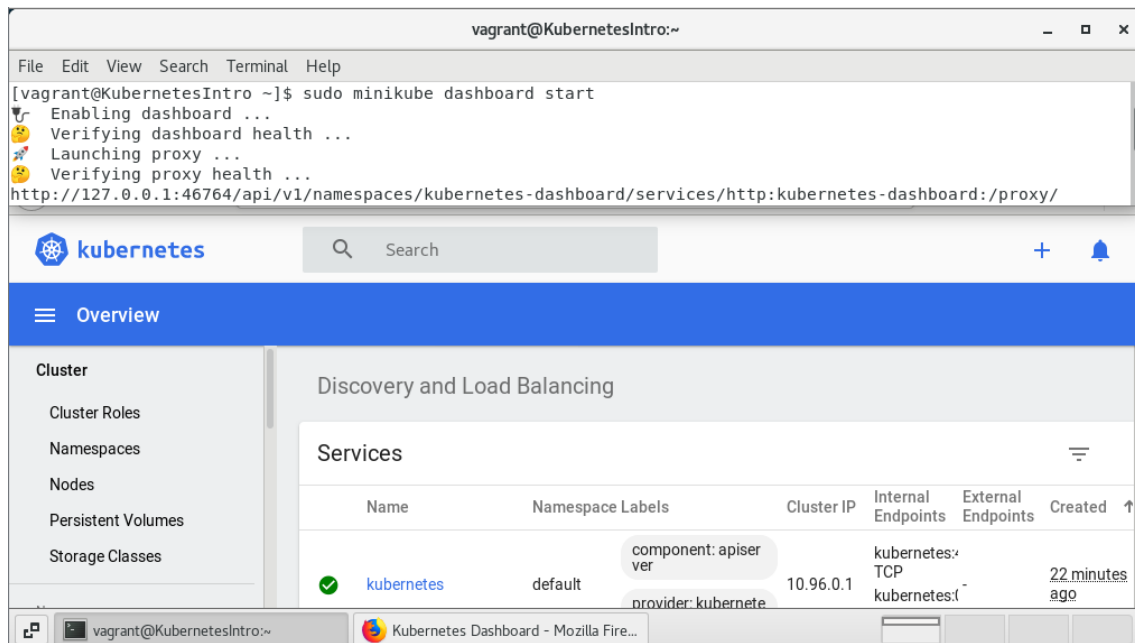 vagrant@KubernetesIntro:~
File Edit View Search Terminal Help
[vagrant@KubernetesIntro ~]$ sudo minikube dashboard start
Enabling dashboard ...
Verifying dashboard health ...
Launching proxy ...
Verifying proxy health ...
http://127.0.0.1:46764/api/v1/namespaces/kubernetes-dashboard/services/http:kubernetes-dashboard:/proxy/
kubernetes
Search
Overview
Cluster
Cluster Roles
Namespaces
Nodes
Persistent Volumes
Storage Classes
Discovery and Load Balancing
Services
Name Namespace Labels Cluster IP Internal Endpoints External Endpoints Created
kubernetes default component: apiser
ver
provider: kubernete
10.96.0.1
kubernetes:
TCP
kubernetes:
-
22 minutes
ago
vagrant@KubernetesIntro:~
Kubernetes Dashboard - Mozilla Fire...